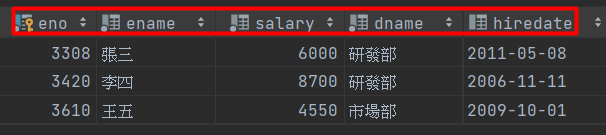 eno ename salary dname hiredate
3308 張三 6000 研發部 2011-05-08
3420 李四 8700 研發部 2006-11-11
3610 王五 4550 市場部 2009-10-01